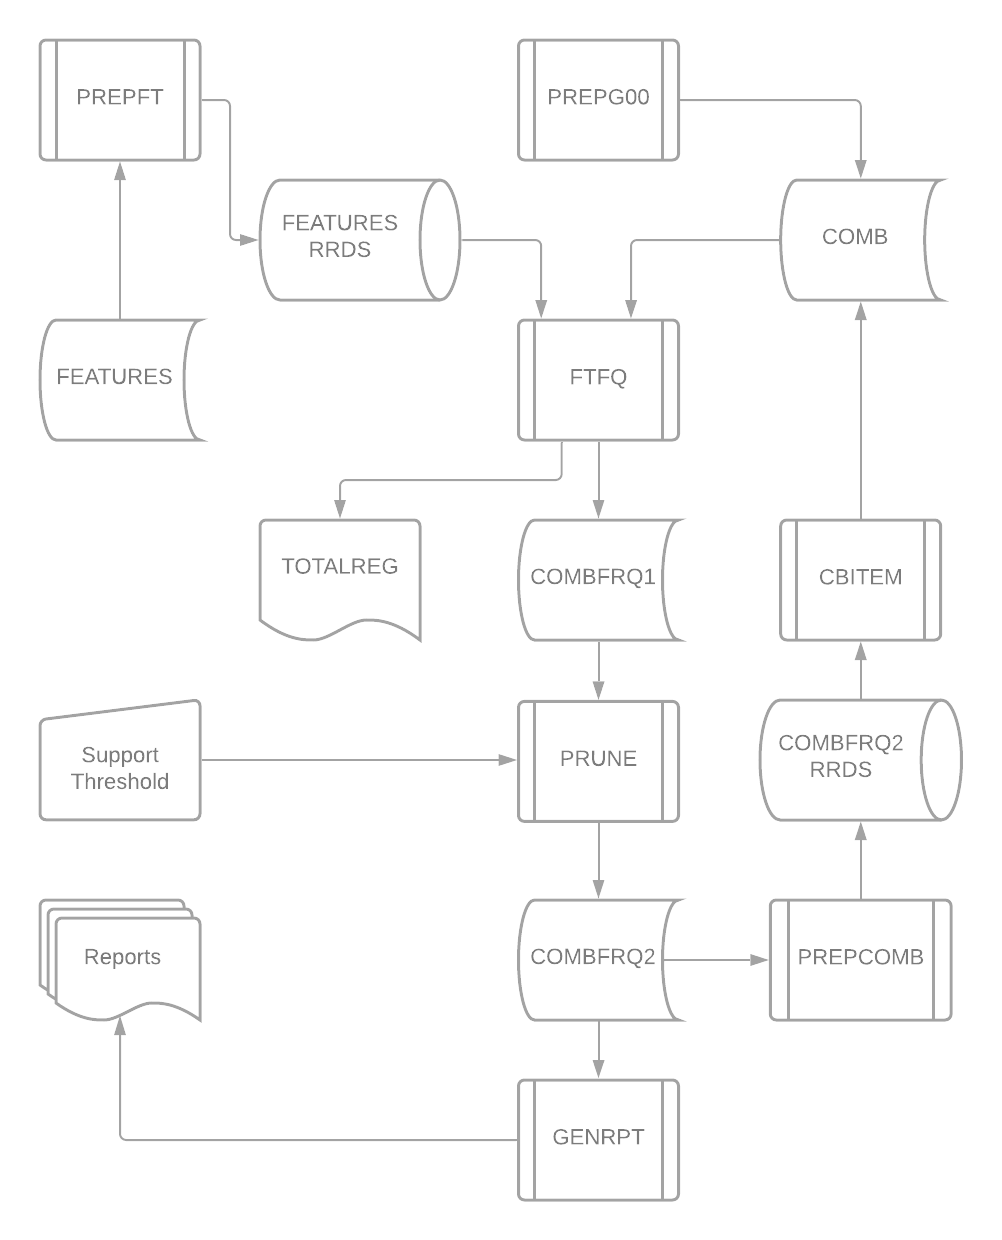 PREPFT
PREPG00
FEATURES
RRDS
COMB
FEATURES
FTFQ
TOTALREG
COMBFRQ1
CBITEM
Support
Threshold
PRUNE
COMBFRQ2
RRDS
Reports
COMBFRQ2
PREPCOMB
GENRPT